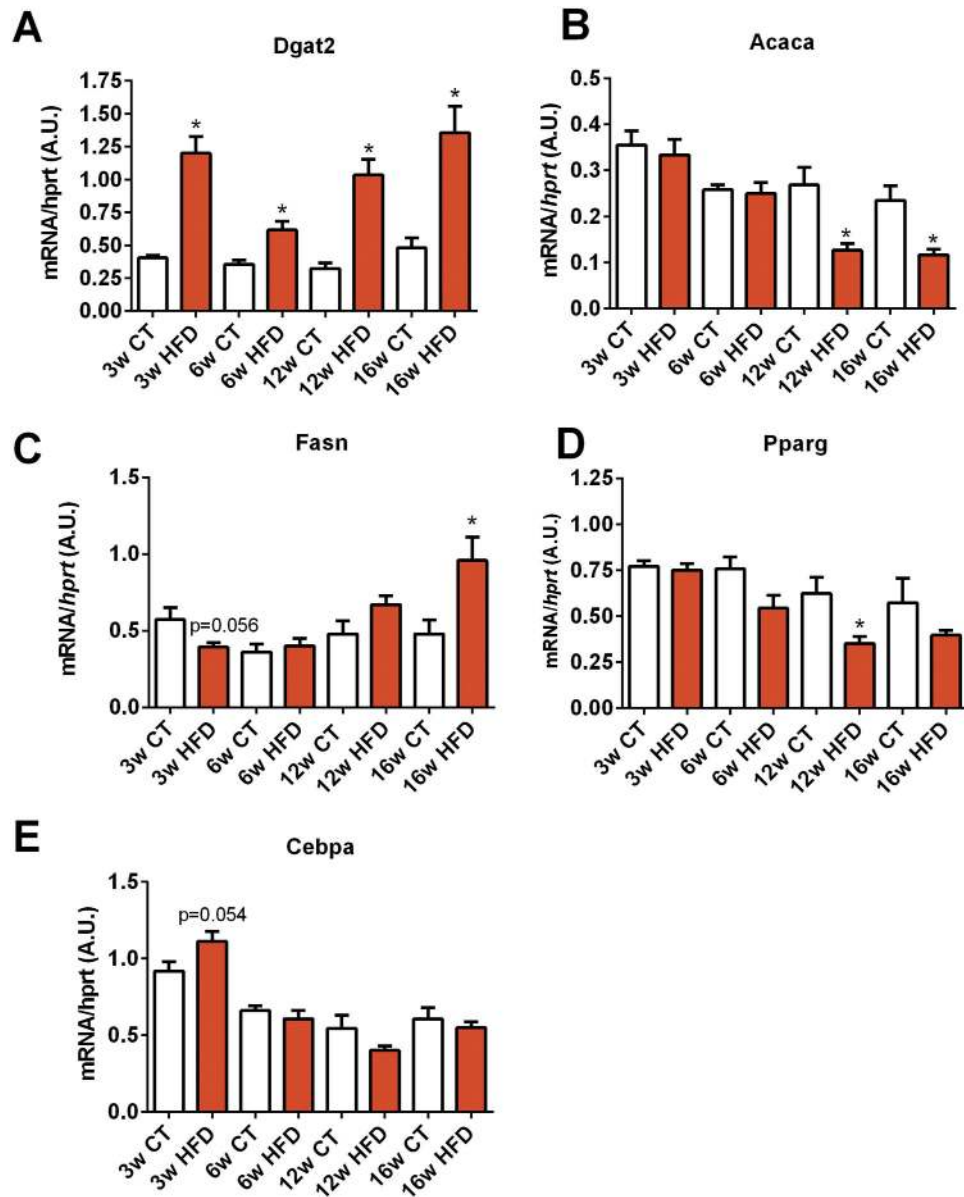 A
Dgat2
mRNA/hprt (A.U.)
1.75
1.50
1.25
1.00
0.75
0.50
0.25
0.00
*
*
*
*
3w CT
3w HFD
6w CT
6w HFD
12w CT
12w HFD
16w CT
16w HFD
B
Acaca
mRNA/hprt (A.U.)
0.5
0.4
0.3
0.2
0.1
0.0
*
*
3w CT
3w HFD
6w CT
6w HFD
12w CT
12w HFD
16w CT
16w HFD
C
Fasn
mRNA/hprt (A.U.)
1.5
1.0
0.5
0.0
p=0.056
*
3w CT
3w HFD
6w CT
6w HFD
12w CT
12w HFD
16w CT
16w HFD
D
Pparg
mRNA/hprt (A.U.)
1.25
1.00
0.75
0.50
0.25
0.00
*
3w CT
3w HFD
6w CT
6w HFD
12w CT
12w HFD
16w CT
16w HFD
E
Cebpa
mRNA/hprt (A.U.)
1.5
1.0
0.5
0.0
p=0.054
3w CT
3w HFD
6w CT
6w HFD
12w CT
12w HFD
16w CT
16w HFD